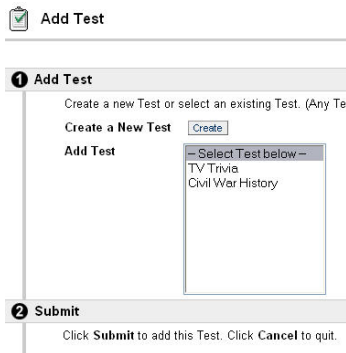 Add Test
1 Add Test
Create a new Test or select an existing Test. (Any Te
Create a New Test Create
Add Test
-- Select Test below --
TV Trivia
Civil War History
2 Submit
Click Submit to add this Test. Click Cancel to quit.